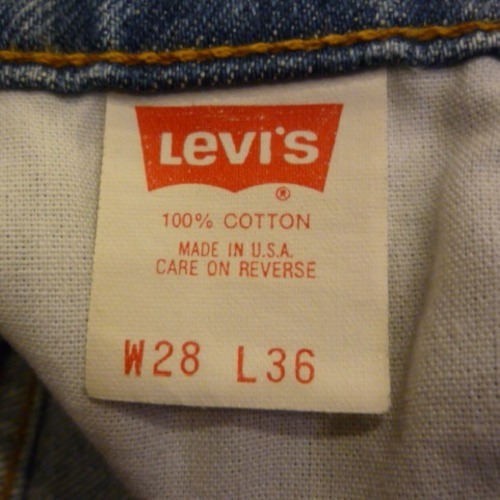 Levi's
®
100% COTTON
MADE IN U.S.A.
CARE ON REVERSE
W28 L36